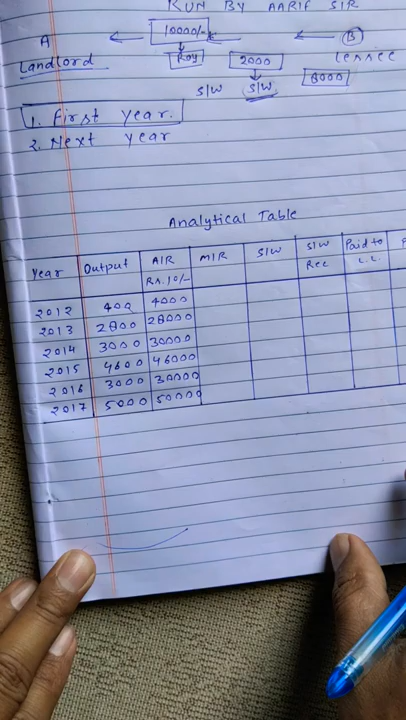 RUN BY AARIF SIR
A 10000/- B
Landlord Roy 2000 Lessee
S/W S/W 8000
1. First year.
2. Next year
Analytical Table
Year Output AIR MIR S/W S/W Paid to
Rs. 10/- Rec L.L.
2012 400 4000
2013 2800 28000
2014 3000 30000
2015 4600 46000
2016 3000 30000
2017 5000 50000